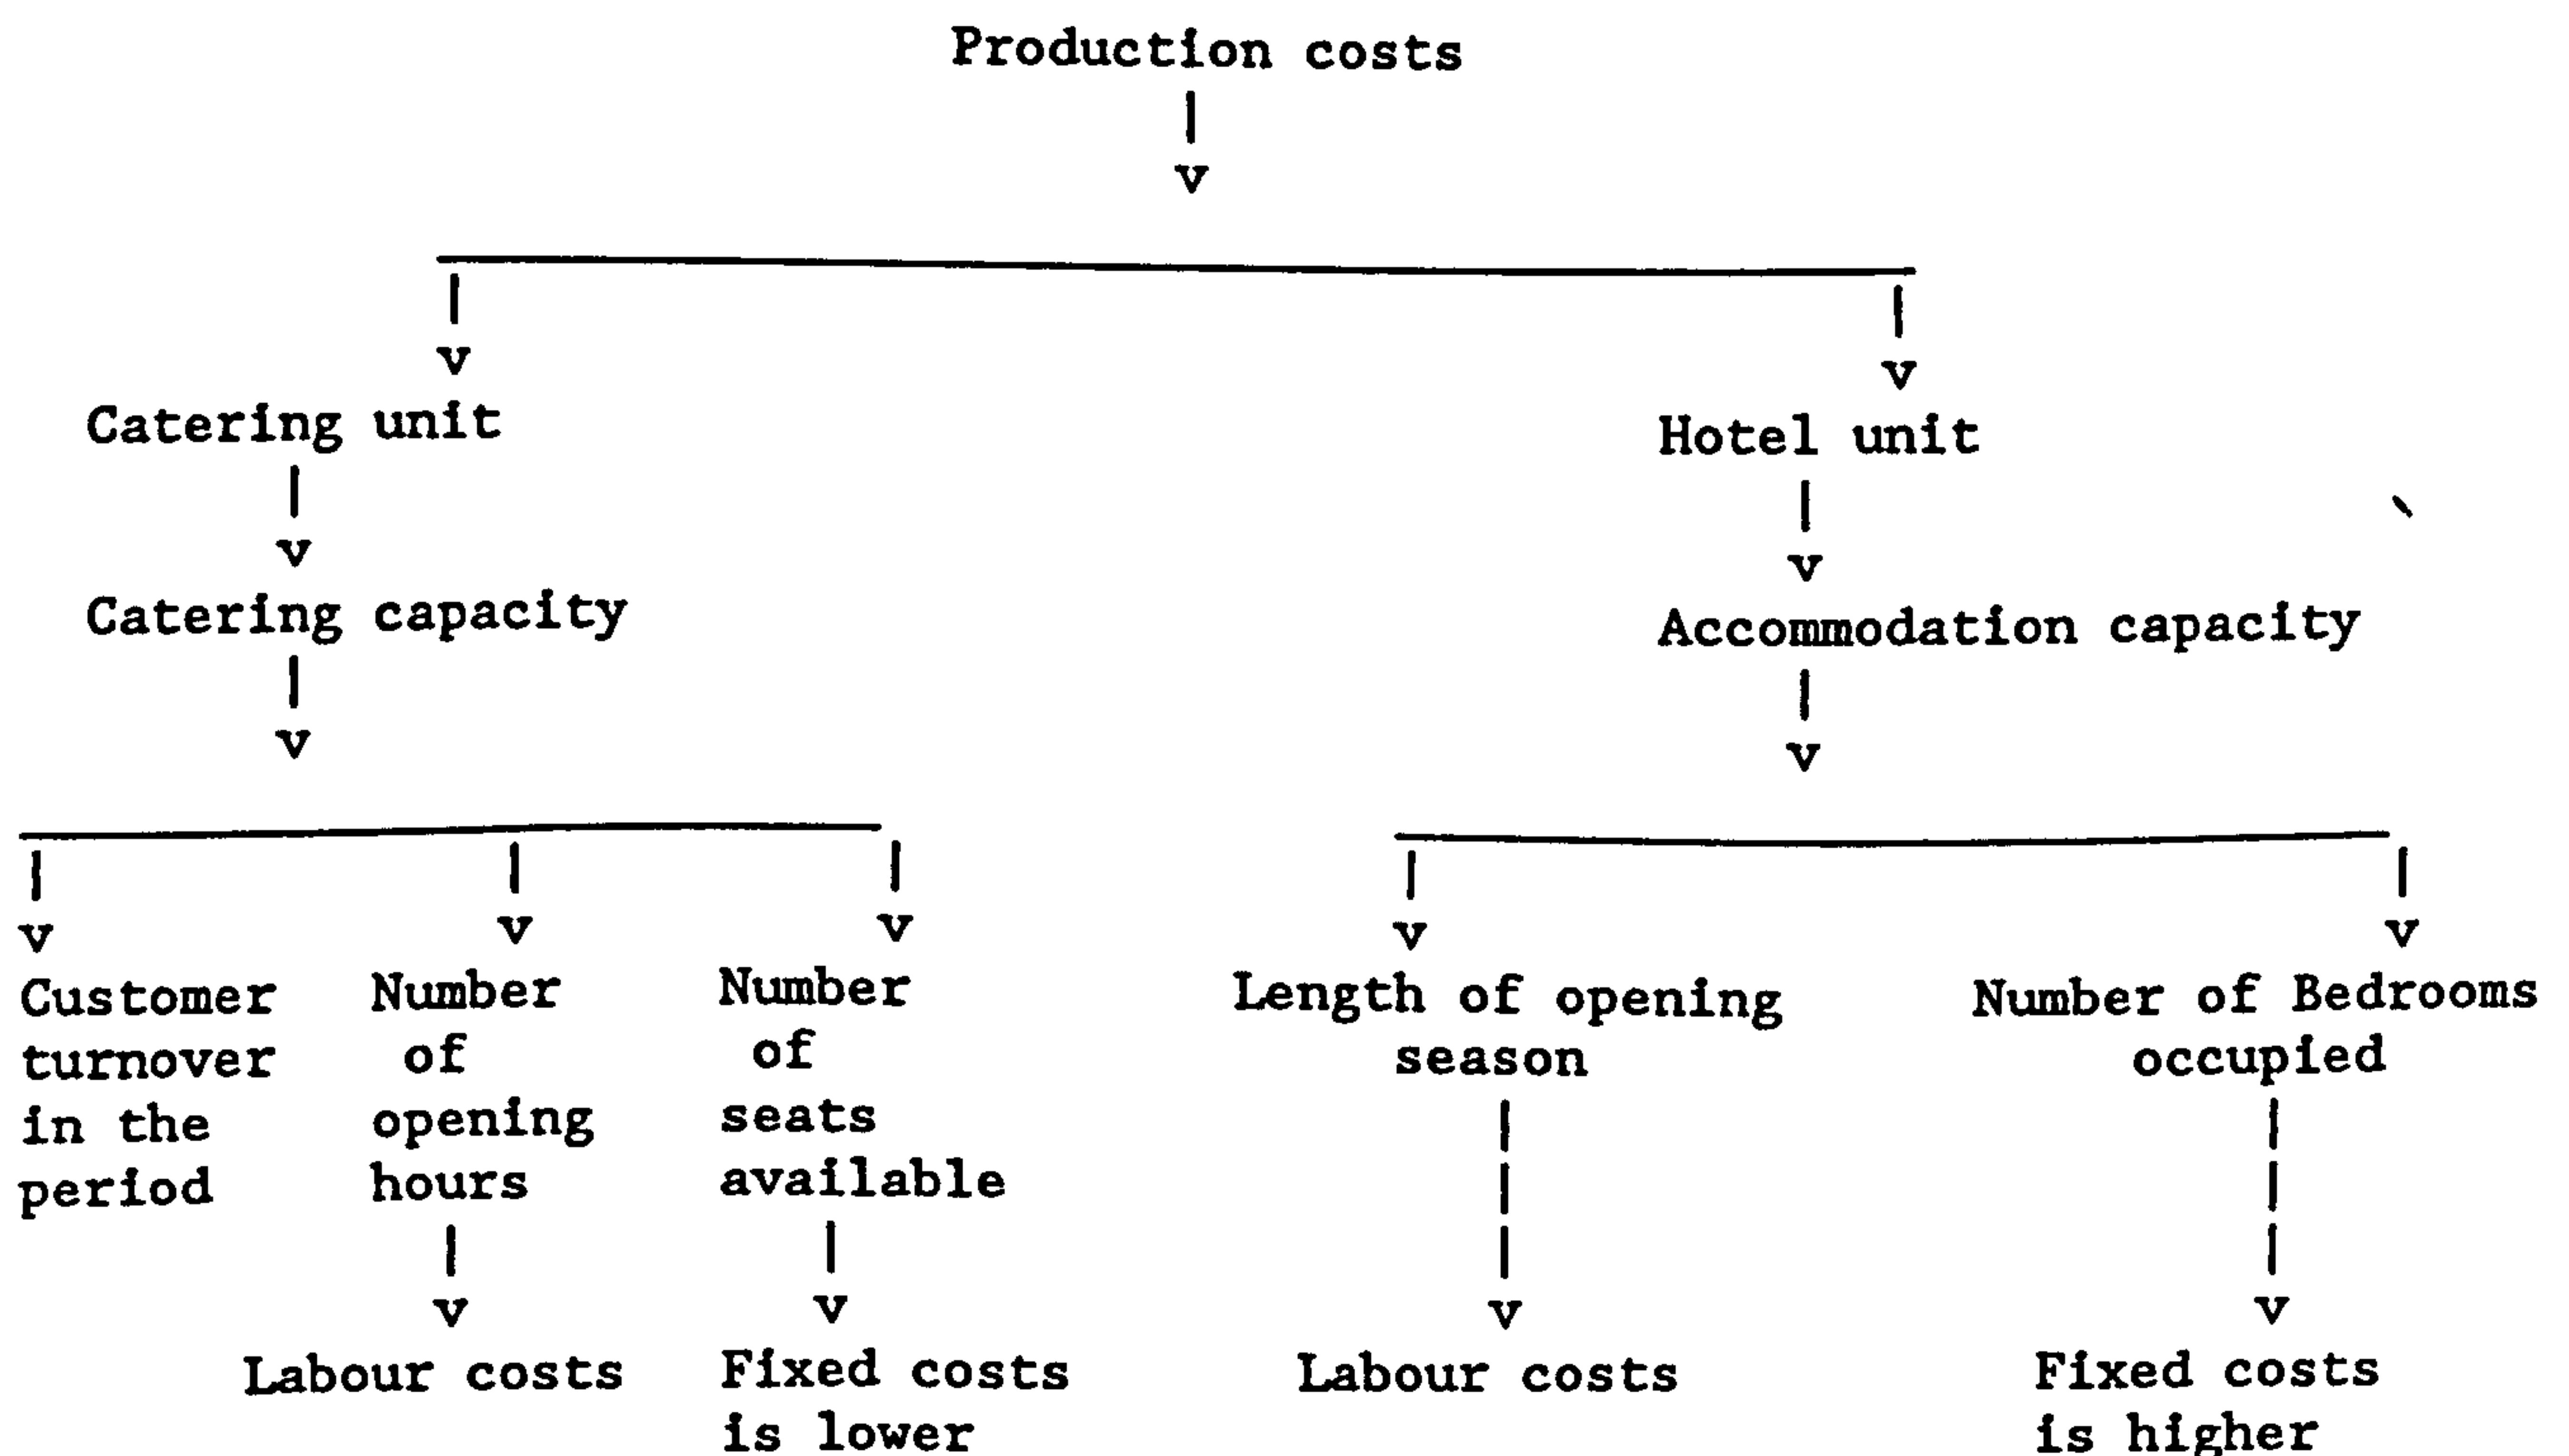 Production costs
Catering unit
Hotel unit
Catering capacity
Accommodation capacity
Customer
turnover
in the
period
Number
of
opening
hours
Number
of
seats
available
Length of opening
season
Number of Bedrooms
occupied
Labour costs
Fixed costs
is lower
Labour costs
Fixed costs
is higher